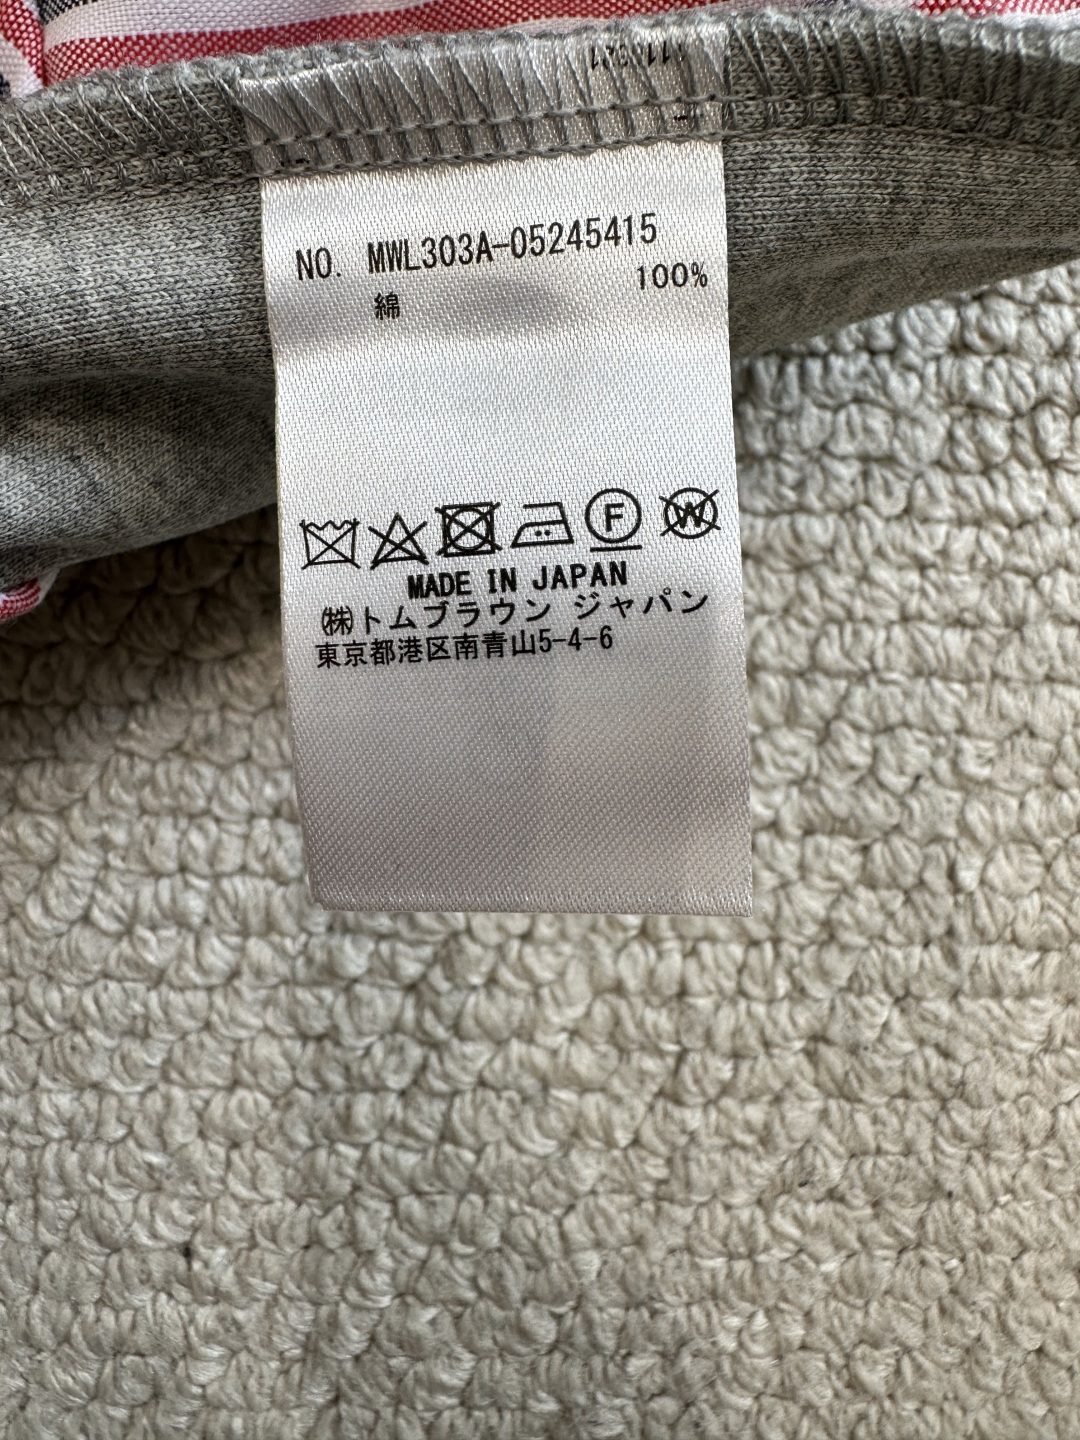 NO. MWL303A-05245415
綿 100%
F W
MADE IN JAPAN
㈱トムブラウン ジャパン
東京都港区南青山5-4-6